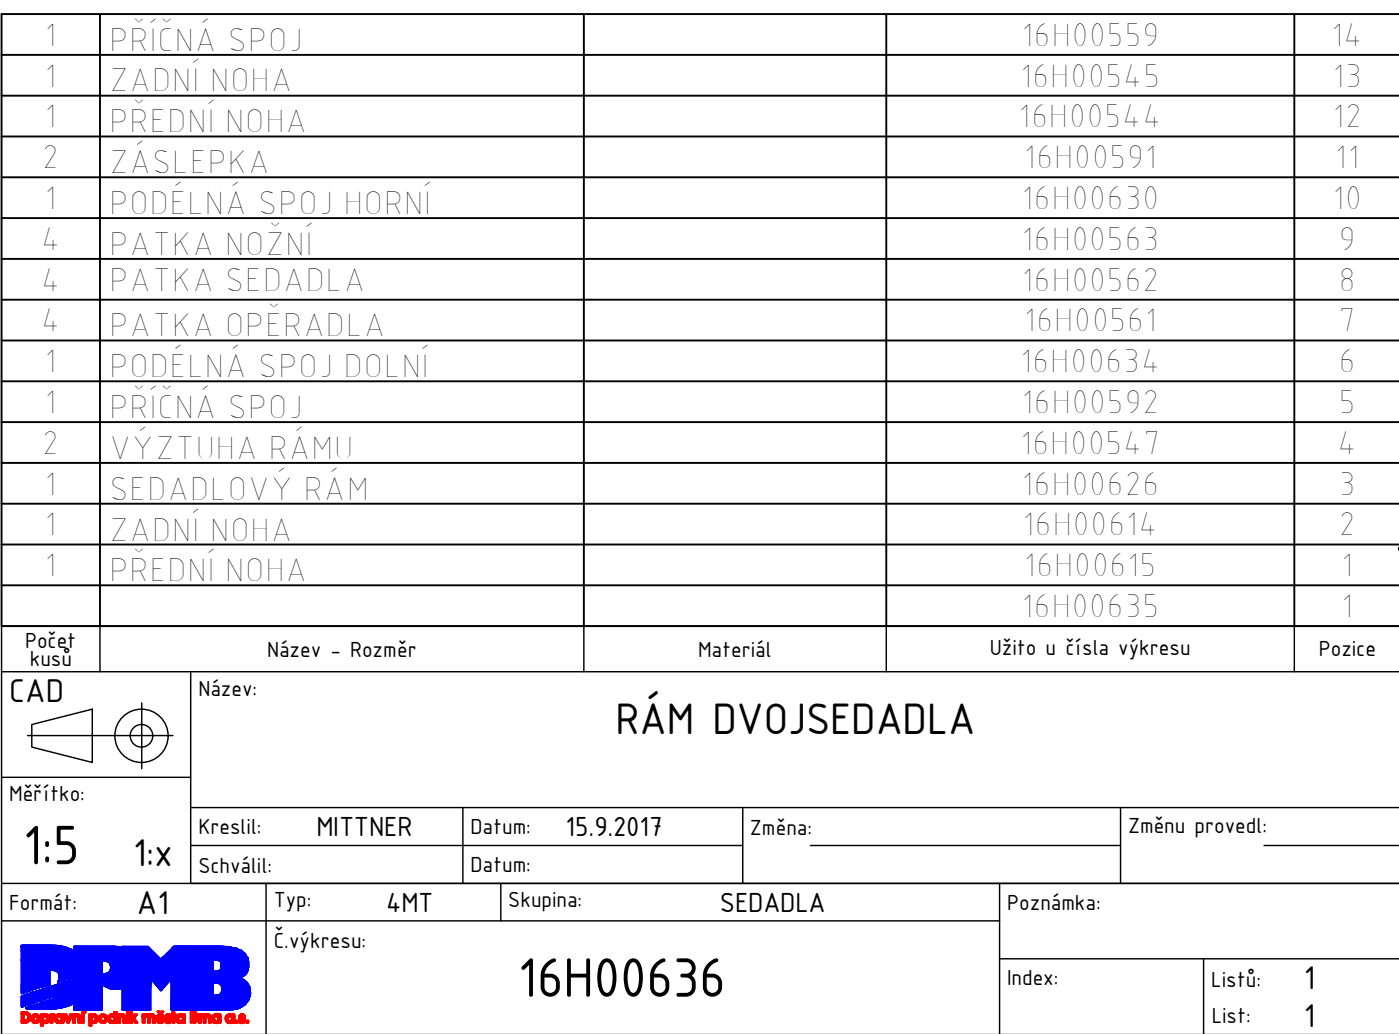 1 PŘÍČNÁ SPOJ 16H00559 14
1 ZADNÍ NOHA 16H00545 13
1 PŘEDNÍ NOHA 16H00544 12
2 ZÁSLEPKA 16H00591 11
1 PODÉLNÁ SPOJ HORNÍ 16H00630 10
4 PATKA NOŽNÍ 16H00563 9
4 PATKA SEDADLA 16H00562 8
4 PATKA OPĚRADLA 16H00561 7
1 PODÉLNÁ SPOJ DOLNÍ 16H00634 6
1 PŘÍČNÁ SPOJ 16H00592 5
2 VÝZTUHA RÁMU 16H00547 4
1 SEDADLOVÝ RÁM 16H00626 3
1 ZADNÍ NOHA 16H00614 2
1 PŘEDNÍ NOHA 16H00615 1
16H00635 1
Počet kusů Název - Rozměr Materiál Užito u čísla výkresu Pozice
CAD
Název:
RÁM DVOJSEDADLA
Měřítko:
1:5 1:x
Kreslil: MITTNER Datum: 15.9.2017 Změna: Změnu provedl:
Schválil: Datum:
Formát: A1 Typ: 4MT Skupina: SEDADLA Poznámka:
Č.výkresu:
16H00636
DPMB
Dopravní podnik města Brna a.s.
Index: Listů: 1
List: 1